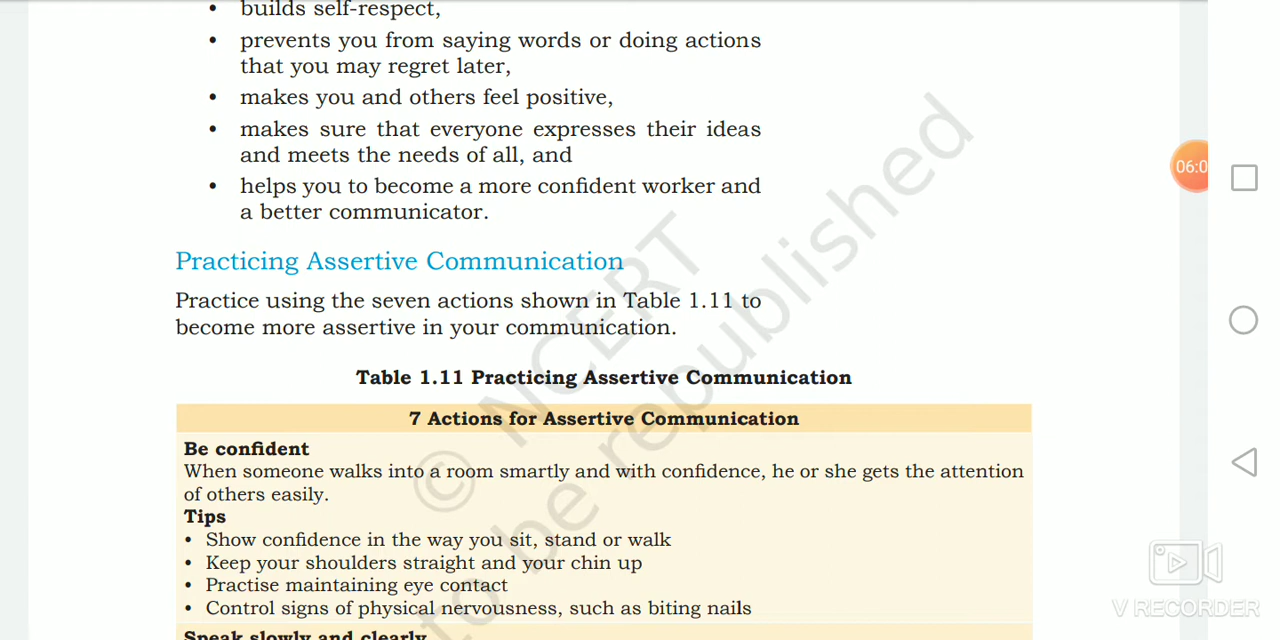 • builds self-respect,
• prevents you from saying words or doing actions
that you may regret later,
• makes you and others feel positive,
• makes sure that everyone expresses their ideas
and meets the needs of all, and
• helps you to become a more confident worker and
a better communicator.
Practicing Assertive Communication
Practice using the seven actions shown in Table 1.11 to
become more assertive in your communication.
Table 1.11 Practicing Assertive Communication
7 Actions for Assertive Communication
Be confident
When someone walks into a room smartly and with confidence, he or she gets the attention
of others easily.
Tips
• Show confidence in the way you sit, stand or walk
• Keep your shoulders straight and your chin up
• Practise maintaining eye contact
• Control signs of physical nervousness, such as biting nails
Speak slowly and clearly
© NCERT
to be republished
06:0
V RECORDER